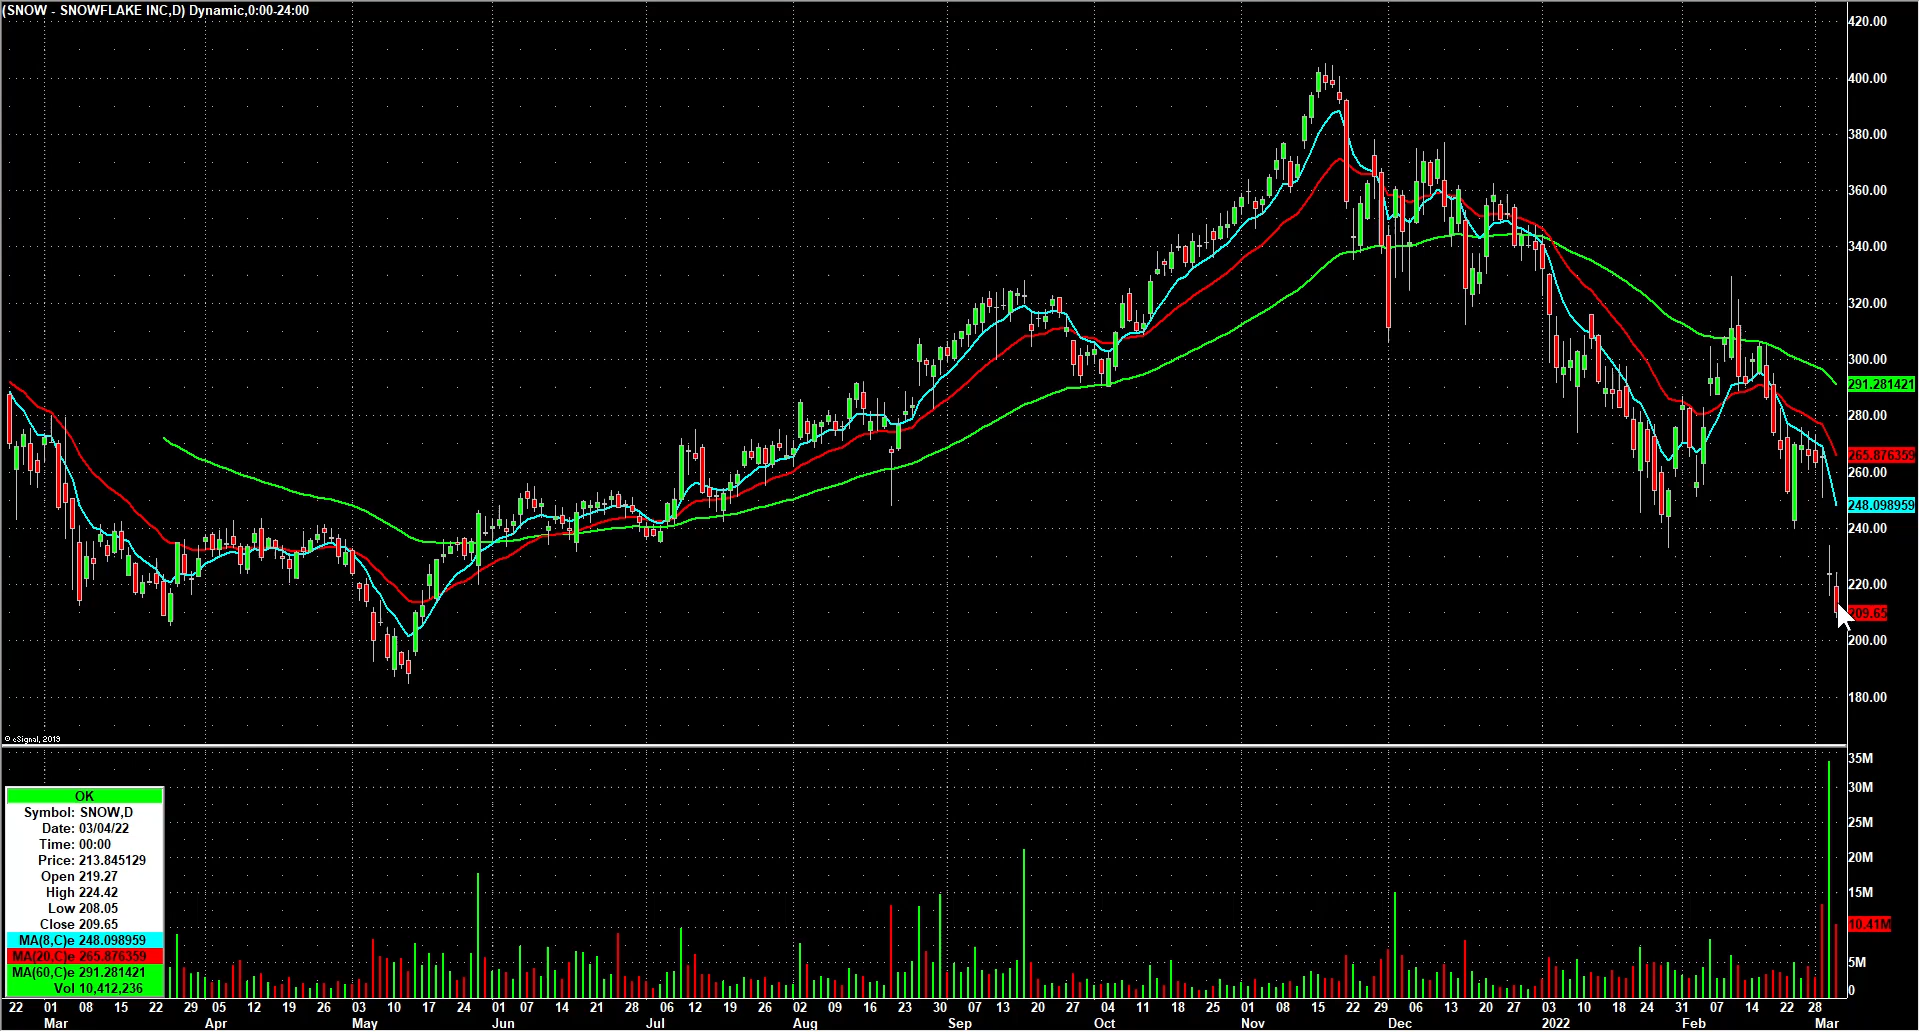 (SNOW - SNOWFLAKE INC,D) Dynamic,0:00-24:00
420.00
400.00
380.00
360.00
340.00
320.00
300.00
291.281421
280.00
265.876359
260.00
248.098959
240.00
220.00
209.65
200.00
180.00
© eSignal, 2019
35M
30M
25M
20M
15M
10.41M
5M
0
OK
Symbol: SNOW,D
Date: 03/04/22
Time: 00:00
Price: 213.845129
Open 219.27
High 224.42
Low 208.05
Close 209.65
MA(8,C)e 248.098959
MA(20,C)e 265.876359
MA(60,C)e 291.281421
Vol 10,412,236
22 01 08 15 22 29 05 12 19 26 03 10 17 24 01 07 14 21 28 06 12 19 26 02 09 16 23 30 07 13 20 27 04 11 18 25 01 08 15 22 29 06 13 20 27 03 10 18 24 31 07 14 22 28
Mar Apr May Jun Jul Aug Sep Oct Nov Dec 2022 Feb Mar